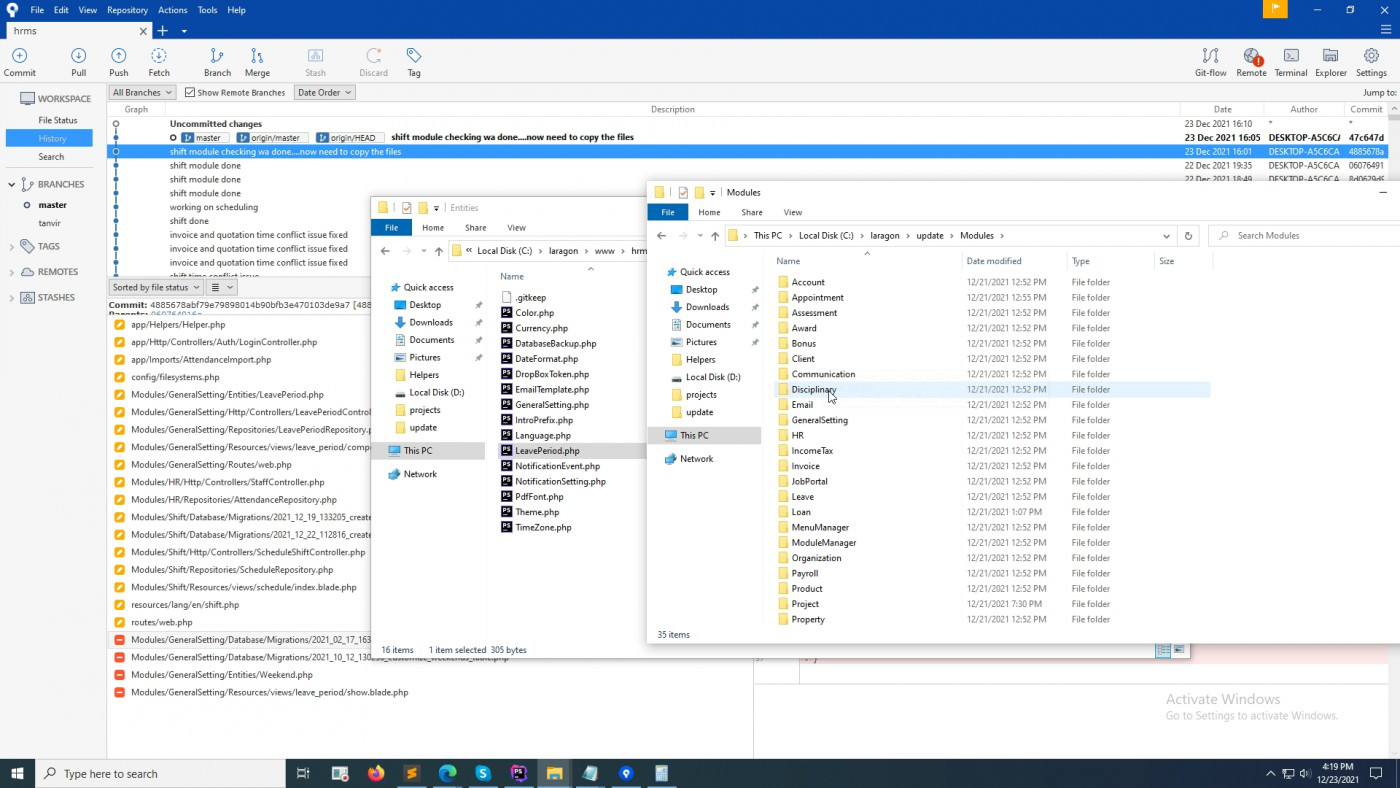 File Edit View Repository Actions Tools Help
hrms
Commit Pull Push Fetch Branch Merge Stash Discard Tag Git-flow Remote Terminal Explorer Settings
All Branches Show Remote Branches Date Order Jump to:
Graph Description Date Author Commit
Uncommitted changes 23 Dec 2021 16:10 * *
master origin/master origin/HEAD shift module checking wa done....now need to copy the files 23 Dec 2021 16:05 DESKTOP-A5C6CA 47c647d
shift module checking wa done....now need to copy the files 23 Dec 2021 16:01 DESKTOP-A5C6CA 4885678a
shift module done 22 Dec 2021 19:35 DESKTOP-A5C6CA 06076491
shift module done 22 Dec 2021 18:49 DESKTOP-A5C6CA 8d0629d9
shift module done
working on scheduling
shift done
invoice and quotation time conflict issue fixed
invoice and quotation time conflict issue fixed
invoice and quotation time conflict issue fixed
shift time conflict issue
WORKSPACE
File Status
History
Search
BRANCHES
master
tanvir
TAGS
REMOTES
STASHES
Sorted by file status
Commit: 4885678abf79e79898014b90bfb3e470103de9a7 [488
Parents:
app/Helpers/Helper.php
app/Http/Controllers/Auth/LoginController.php
app/Imports/AttendanceImport.php
config/filesystems.php
Modules/GeneralSetting/Entities/LeavePeriod.php
Modules/GeneralSetting/Http/Controllers/LeavePeriodControl
Modules/GeneralSetting/Repositories/LeavePeriodRepository.
Modules/GeneralSetting/Resources/views/leave_period/comp
Modules/GeneralSetting/Routes/web.php
Modules/HR/Http/Controllers/StaffController.php
Modules/HR/Repositories/AttendanceRepository.php
Modules/Shift/Database/Migrations/2021_12_19_133205_create
Modules/Shift/Database/Migrations/2021_12_22_112816_create
Modules/Shift/Http/Controllers/ScheduleShiftController.php
Modules/Shift/Repositories/ScheduleRepository.php
Modules/Shift/Resources/views/schedule/index.blade.php
resources/lang/en/shift.php
routes/web.php
Modules/GeneralSetting/Database/Migrations/2021_02_17_163
Modules/GeneralSetting/Database/Migrations/2021_10_12_130253_customize_weekends_table.php
Modules/GeneralSetting/Entities/Weekend.php
Modules/GeneralSetting/Resources/views/leave_period/show.blade.php
Entities
File Home Share View
« Local Disk (C:) laragon www hrm
Quick access
Desktop
Downloads
Documents
Pictures
Helpers
Local Disk (D:)
projects
update
This PC
Network
Name
.gitkeep
Color.php
Currency.php
DatabaseBackup.php
DateFormat.php
DropBoxToken.php
EmailTemplate.php
GeneralSetting.php
IntroPrefix.php
Language.php
LeavePeriod.php
NotificationEvent.php
NotificationSetting.php
PdfFont.php
Theme.php
TimeZone.php
16 items 1 item selected 305 bytes
Modules
File Home Share View
This PC Local Disk (C:) laragon update Modules Search Modules
Quick access
Desktop
Downloads
Documents
Pictures
Helpers
Local Disk (D:)
projects
update
This PC
Network
Name Date modified Type Size
Account 12/21/2021 12:52 PM File folder
Appointment 12/21/2021 12:55 PM File folder
Assessment 12/21/2021 12:52 PM File folder
Award 12/21/2021 12:52 PM File folder
Bonus 12/21/2021 12:52 PM File folder
Client 12/21/2021 12:52 PM File folder
Communication 12/21/2021 12:52 PM File folder
Disciplinary 12/21/2021 12:52 PM File folder
Email 12/21/2021 12:52 PM File folder
GeneralSetting 12/21/2021 12:52 PM File folder
HR 12/21/2021 12:52 PM File folder
IncomeTax 12/21/2021 12:52 PM File folder
Invoice 12/21/2021 12:52 PM File folder
JobPortal 12/21/2021 12:52 PM File folder
Leave 12/21/2021 12:52 PM File folder
Loan 12/21/2021 1:07 PM File folder
MenuManager 12/21/2021 12:52 PM File folder
ModuleManager 12/21/2021 12:52 PM File folder
Organization 12/21/2021 12:52 PM File folder
Payroll 12/21/2021 12:52 PM File folder
Product 12/21/2021 12:52 PM File folder
Project 12/21/2021 7:30 PM File folder
Property 12/21/2021 12:52 PM File folder
35 items
Activate Windows
Go to Settings to activate Windows.
Type here to search
4:19 PM
12/23/2021